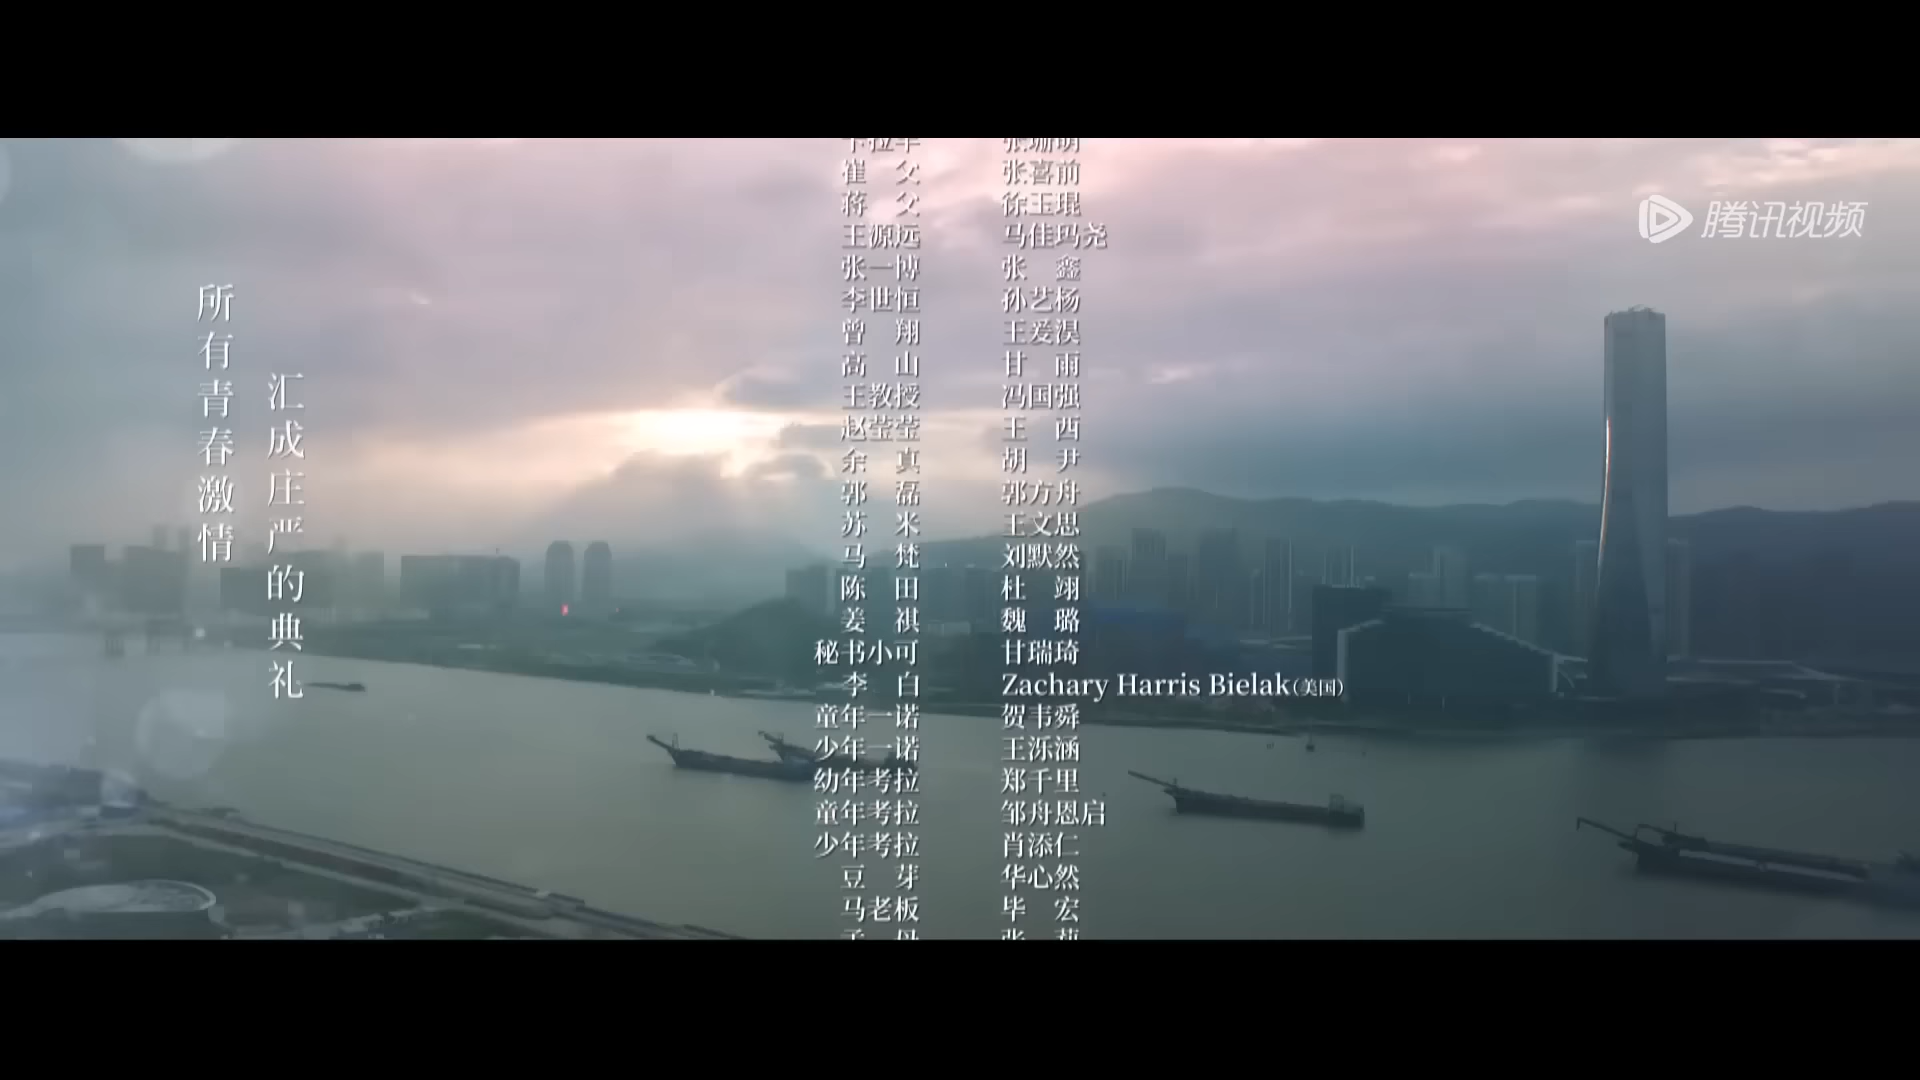 腾讯视频
所有青春激情
汇成庄严的典礼
崔 父 张喜前
蒋 父 徐玉琨
王源远 马佳玛尧
张一博 张 鑫
李世恒 孙艺杨
曾 翔 王爱淏
高 山 甘 雨
王教授 冯国强
赵莹莹 王 西
余 真 胡 尹
郭 磊 郭方舟
苏 米 王文思
马 梵 刘默然
陈 田 杜 翊
姜 祺 魏 璐
秘书小可 甘瑞琦
李 白 Zachary Harris Bielak(美国)
童年一诺 贺韦舜
少年一诺 王泺涵
幼年考拉 郑千里
童年考拉 邹舟恩启
少年考拉 肖添仁
豆 芽 华心然
马老板 毕 宏